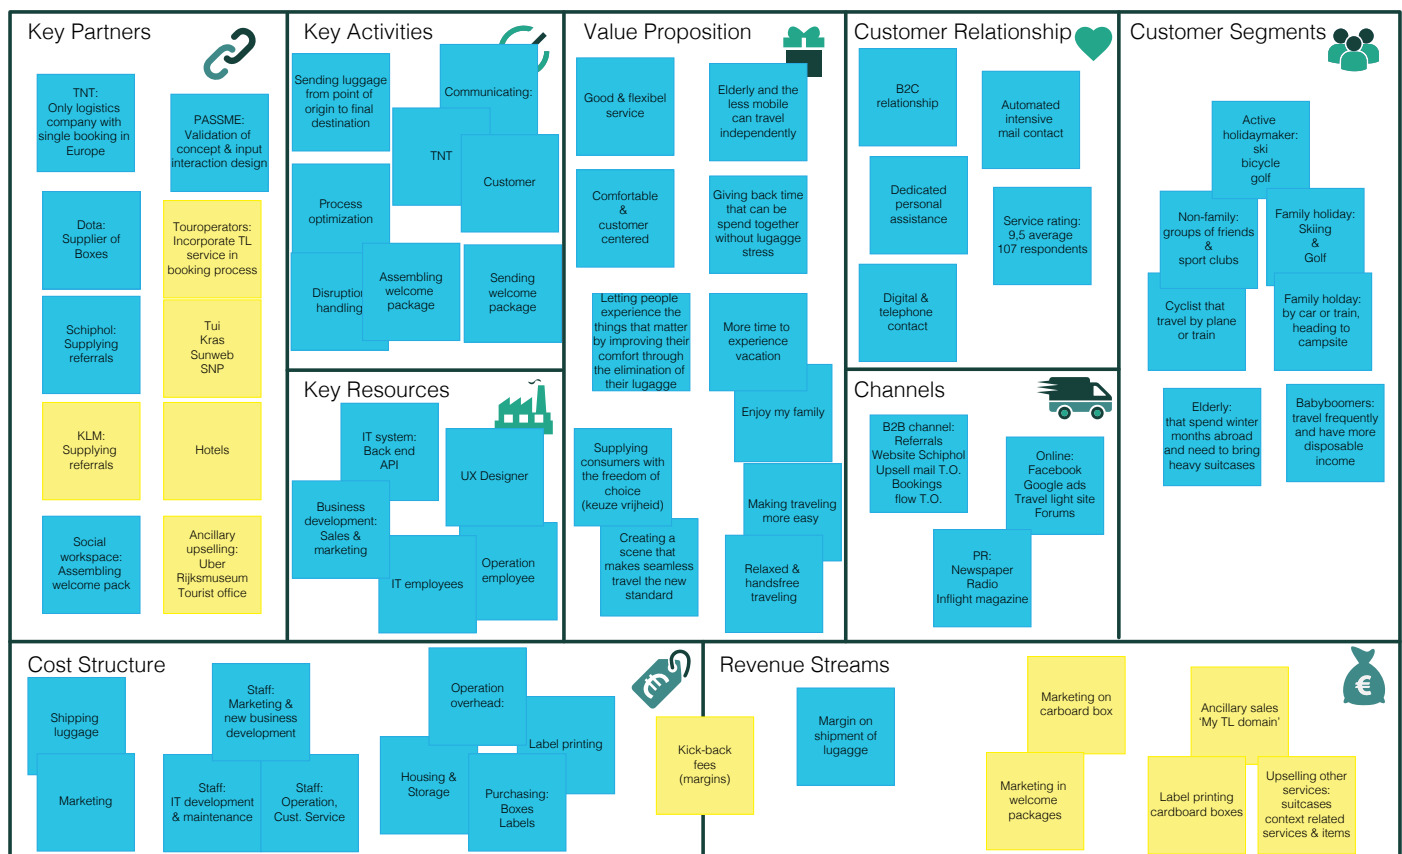 Key Partners
TNT:
Only logistics
company with
single booking in
Europe
PASSME:
Validation of
concept & input
interaction design
Dota:
Supplier of
Boxes
Touroperators:
Incorporate TL
service in
booking process
Schiphol:
Supplying
referrals
Tui
Kras
Sunweb
SNP
KLM:
Supplying
referrals
Hotels
Social
workspace:
Assembling
welcome pack
Ancillary
upselling:
Uber
Rijksmuseum
Tourist office
Key Activities
Sending luggage
from point of
origin to final
destination
Communicating:
TNT
Customer
Process
optimization
Disruption
handling
Assembling
welcome
package
Sending
welcome
package
Key Resources
IT system:
Back end
API
UX Designer
Business
development:
Sales &
marketing
IT employees
Operation
employee
Value Proposition
Good & flexibel
service
Elderly and the
less mobile
can travel
independently
Comfortable
&
customer
centered
Giving back time
that can be
spend together
without lugagge
stress
Letting people
experience the
things that matter
by improving their
comfort through
the elimination of
their lugagge
More time to
experience
vacation
Enjoy my family
Supplying
consumers with
the freedom of
choice
(keuze vrijheid)
Making traveling
more easy
Creating a
scene that
makes seamless
travel the new
standard
Relaxed &
handsfree
traveling
Customer Relationship
B2C
relationship
Automated
intensive
mail contact
Dedicated
personal
assistance
Service rating:
9,5 average
107 respondents
Digital &
telephone
contact
Channels
B2B channel:
Referrals
Website Schiphol
Upsell mail T.O.
Bookings
flow T.O.
Online:
Facebook
Google ads
Travel light site
Forums
PR:
Newspaper
Radio
Inflight magazine
Customer Segments
Active
holidaymaker:
ski
bicycle
golf
Non-family:
groups of friends
&
sport clubs
Family holiday:
Skiing
&
Golf
Cyclist that
travel by plane
or train
Family holday:
by car or train,
heading to
campsite
Elderly:
that spend winter
months abroad
and need to bring
heavy suitcases
Babyboomers:
travel frequently
and have more
disposable
income
Cost Structure
Shipping
luggage
Marketing
Staff:
Marketing &
new business
development
Staff:
IT development
& maintenance
Staff:
Operation,
Cust. Service
Operation
overhead:
Label printing
Housing &
Storage
Purchasing:
Boxes
Labels
€
Kick-back
fees
(margins)
Revenue Streams
Margin on
shipment of
lugagge
Marketing on
carboard box
Marketing in
welcome
packages
Ancillary sales
‘My TL domain’
Label printing
cardboard boxes
Upselling other
services:
suitcases
context related
services & items
€